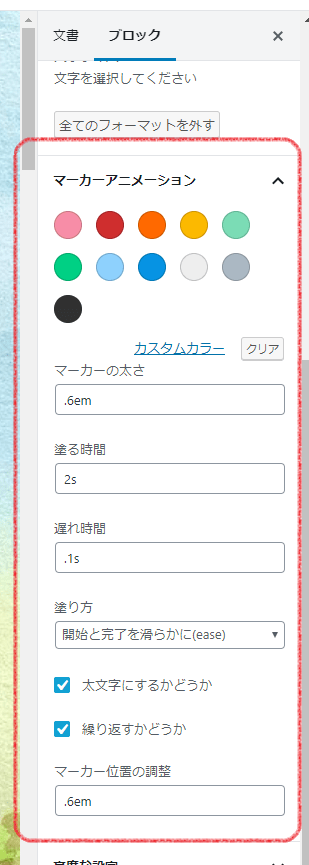 文書 ブロック ×
文字を選択してください
全てのフォーマットを外す
マーカーアニメーション
カスタムカラー クリア
マーカーの太さ
.6em
塗る時間
2s
遅れ時間
.1s
塗り方
開始と完了を滑らかに(ease)
太文字にするかどうか
繰り返すかどうか
マーカー位置の調整
.6em